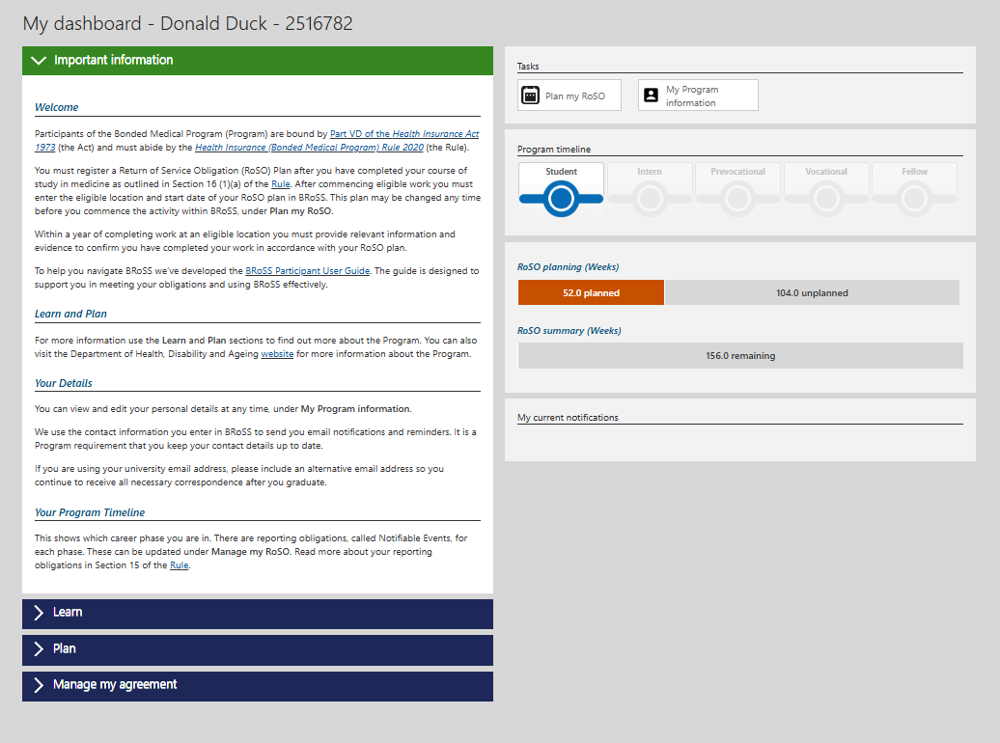 My dashboard - Donald Duck - 2516782
Important information
Welcome
Participants of the Bonded Medical Program (Program) are bound by Part VD of the Health Insurance Act
1973 (the Act) and must abide by the Health Insurance (Bonded Medical Program) Rule 2020 (the Rule).
You must register a Return of Service Obligation (RoSO) Plan after you have completed your course of
study in medicine as outlined in Section 16 (1)(a) of the Rule. After commencing eligible work you must
enter the eligible location and start date of your RoSO plan in BRoSS. This plan may be changed any time
before you commence the activity within BRoSS, under Plan my RoSO.
Within a year of completing work at an eligible location you must provide relevant information and
evidence to confirm you have completed your work in accordance with your RoSO plan.
To help you navigate BRoSS we've developed the BRoSS Participant User Guide. The guide is designed to
support you in meeting your obligations and using BRoSS effectively.
Learn and Plan
For more information use the Learn and Plan sections to find out more about the Program. You can also
visit the Department of Health, Disability and Ageing website for more information about the Program.
Your Details
You can view and edit your personal details at any time, under My Program information.
We use the contact information you enter in BRoSS to send you email notifications and reminders. It is a
Program requirement that you keep your contact details up to date.
If you are using your university email address, please include an alternative email address so you
continue to receive all necessary correspondence after you graduate.
Your Program Timeline
This shows which career phase you are in. There are reporting obligations, called Notifiable Events, for
each phase. These can be updated under Manage my RoSO. Read more about your reporting
obligations in Section 15 of the Rule.
Learn
Plan
Manage my agreement
Tasks
Plan my RoSO
My Program
information
Program timeline
Student
Intern
Prevocational
Vocational
Fellow
RoSO planning (Weeks)
52.0 planned
104.0 unplanned
RoSO summary (Weeks)
156.0 remaining
My current notifications